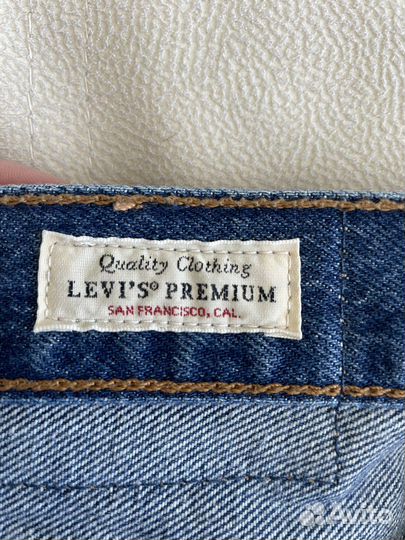 Quality Clothing
LEVI'S® PREMIUM
SAN FRANCISCO, CAL.
Avito